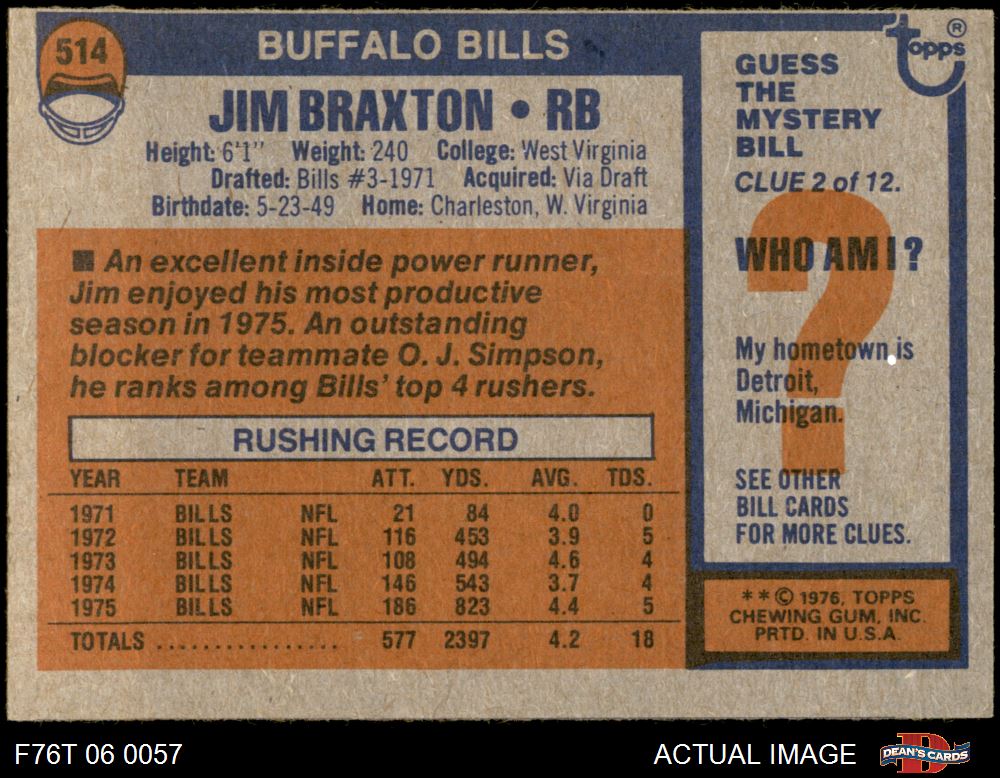 514
BUFFALO BILLS
JIM BRAXTON • RB
Height: 6'1" Weight: 240 College: West Virginia
Drafted: Bills #3-1971 Acquired: Via Draft
Birthdate: 5-23-49 Home: Charleston, W. Virginia
■ An excellent inside power runner,
Jim enjoyed his most productive
season in 1975. An outstanding
blocker for teammate O. J. Simpson,
he ranks among Bills' top 4 rushers.
RUSHING RECORD
YEAR TEAM ATT. YDS. AVG. TDS.
1971 BILLS NFL 21 84 4.0 0
1972 BILLS NFL 116 453 3.9 5
1973 BILLS NFL 108 494 4.6 4
1974 BILLS NFL 146 543 3.7 4
1975 BILLS NFL 186 823 4.4 5
TOTALS ................ 577 2397 4.2 18
topps ®
GUESS
THE
MYSTERY
BILL
CLUE 2 of 12.
?
WHO AM I?
My hometown is
Detroit,
Michigan.
SEE OTHER
BILL CARDS
FOR MORE CLUES.
* * © 1976, TOPPS
CHEWING GUM, INC.
PRTD. IN U.S.A.
F76T 06 0057
ACTUAL IMAGE
DEAN'S CARDS